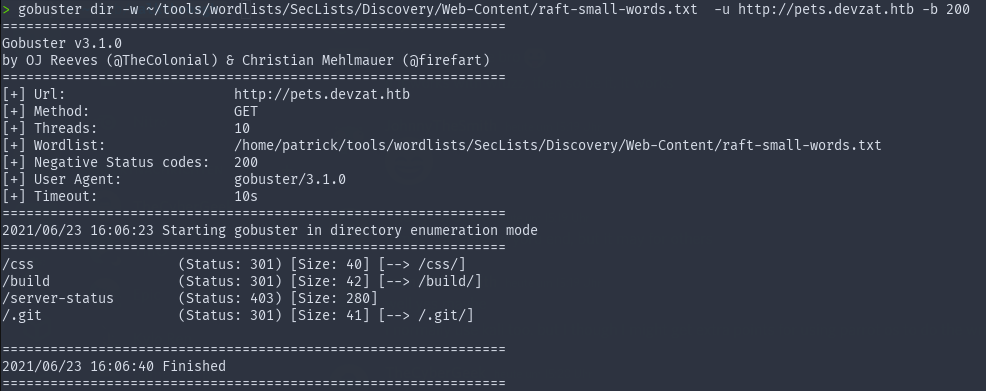 > gobuster dir -w ~/tools/wordlists/SecLists/Discovery/Web-Content/raft-small-words.txt  -u http://pets.devzat.htb -b 200
===============================================================
Gobuster v3.1.0
by OJ Reeves (@TheColonial) & Christian Mehlmauer (@firefart)
===============================================================
[+] Url:                     http://pets.devzat.htb
[+] Method:                  GET
[+] Threads:                 10
[+] Wordlist:                /home/patrick/tools/wordlists/SecLists/Discovery/Web-Content/raft-small-words.txt
[+] Negative Status codes:   200
[+] User Agent:              gobuster/3.1.0
[+] Timeout:                 10s
===============================================================
2021/06/23 16:06:23 Starting gobuster in directory enumeration mode
===============================================================
/css                  (Status: 301) [Size: 40] [--> /css/]
/build                (Status: 301) [Size: 42] [--> /build/]
/server-status        (Status: 403) [Size: 280]
/.git                 (Status: 301) [Size: 41] [--> /.git/]

===============================================================
2021/06/23 16:06:40 Finished
===============================================================